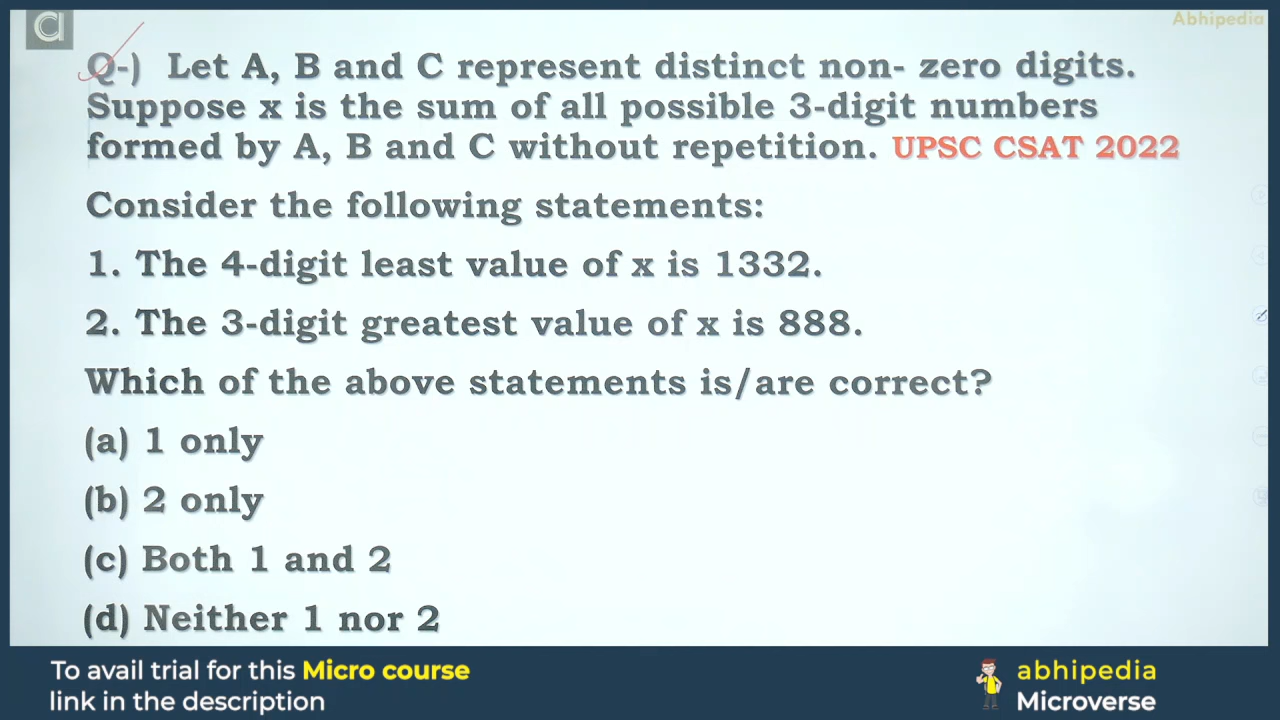 a
Abhipedia
Q-) Let A, B and C represent distinct non- zero digits.
Suppose x is the sum of all possible 3-digit numbers
formed by A, B and C without repetition. UPSC CSAT 2022
Consider the following statements:
1. The 4-digit least value of x is 1332.
2. The 3-digit greatest value of x is 888.
Which of the above statements is/are correct?
(a) 1 only
(b) 2 only
(c) Both 1 and 2
(d) Neither 1 nor 2
To avail trial for this Micro course
link in the description
abhipedia
Microverse